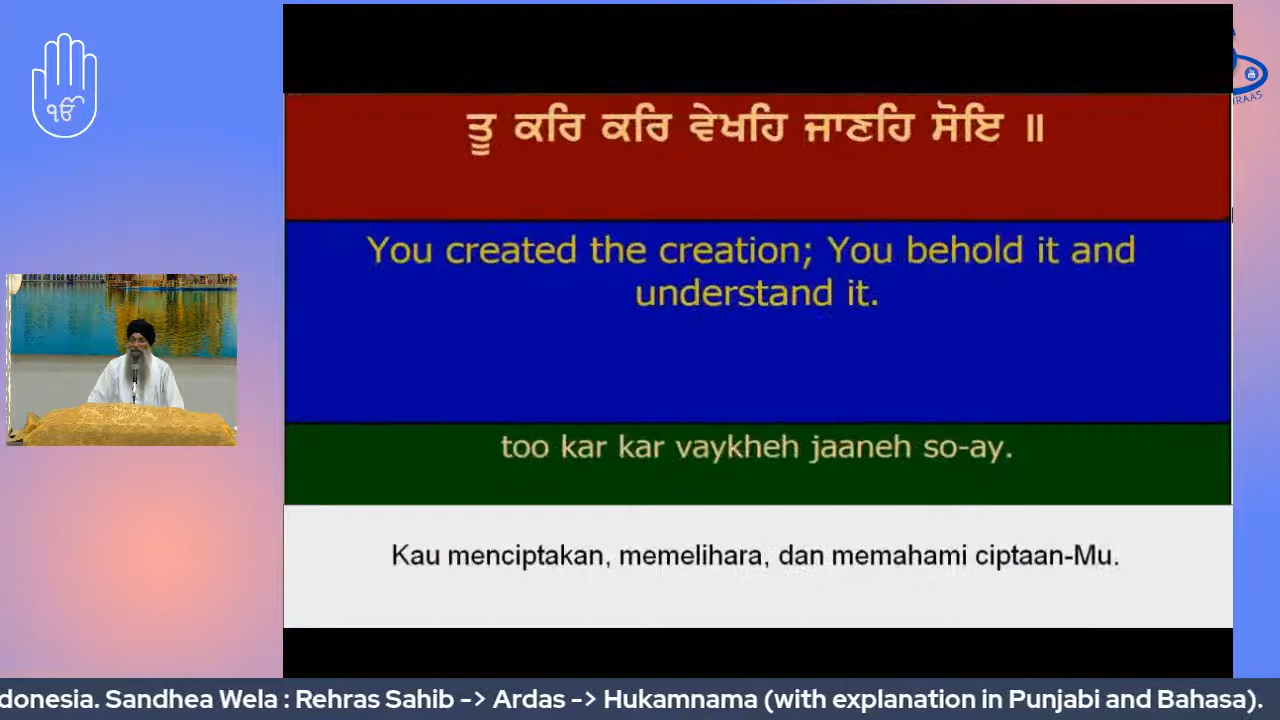 ੴ
ਤੂ ਕਰਿ ਕਰਿ ਵੇਖਹਿ ਜਾਣਹਿ ਸੋਇ ॥
You created the creation; You behold it and
understand it.
too kar kar vaykheh jaaneh so-ay.
Kau menciptakan, memelihara, dan memahami ciptaan-Mu.
donesia. Sandhea Wela : Rehras Sahib -> Ardas -> Hukamnama (with explanation in Punjabi and Bahasa).